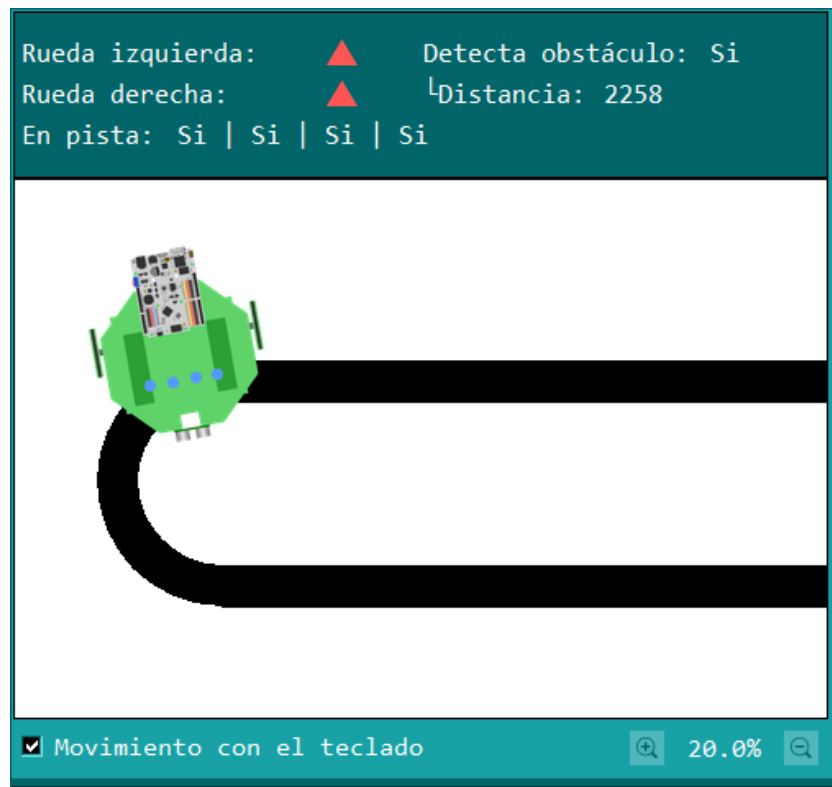 Rueda izquierda: Detecta obstáculo: Si
Rueda derecha: └Distancia: 2258
En pista: Si | Si | Si | Si
Movimiento con el teclado 20.0%